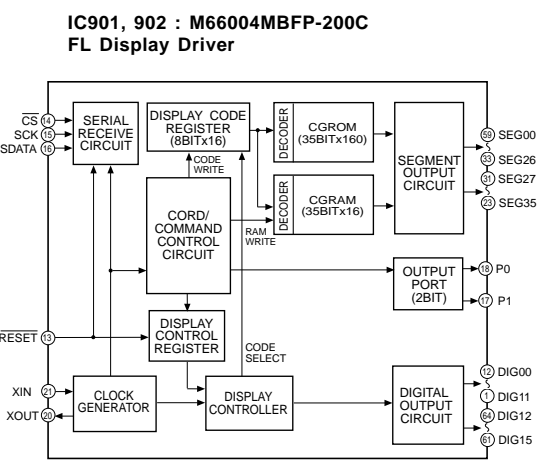 IC901, 902 : M66004MBFP-200C
FL Display Driver
CS 14
SCK 15
SDATA 16
SERIAL
RECEIVE
CIRCUIT
DISPLAY CODE
REGISTER
(8BITx16)
CODE
WRITE
DECODER
CGROM
(35BITx160)
DECODER
CGRAM
(35BITx16)
SEGMENT
OUTPUT
CIRCUIT
59 SEG00
33 SEG26
31 SEG27
23 SEG35
CORD/
COMMAND
CONTROL
CIRCUIT
RAM
WRITE
OUTPUT
PORT
(2BIT)
18 P0
17 P1
RESET 13
DISPLAY
CONTROL
REGISTER
CODE
SELECT
XIN 21
XOUT 20
CLOCK
GENERATOR
DISPLAY
CONTROLLER
DIGITAL
OUTPUT
CIRCUIT
12 DIG00
1 DIG11
64 DIG12
61 DIG15